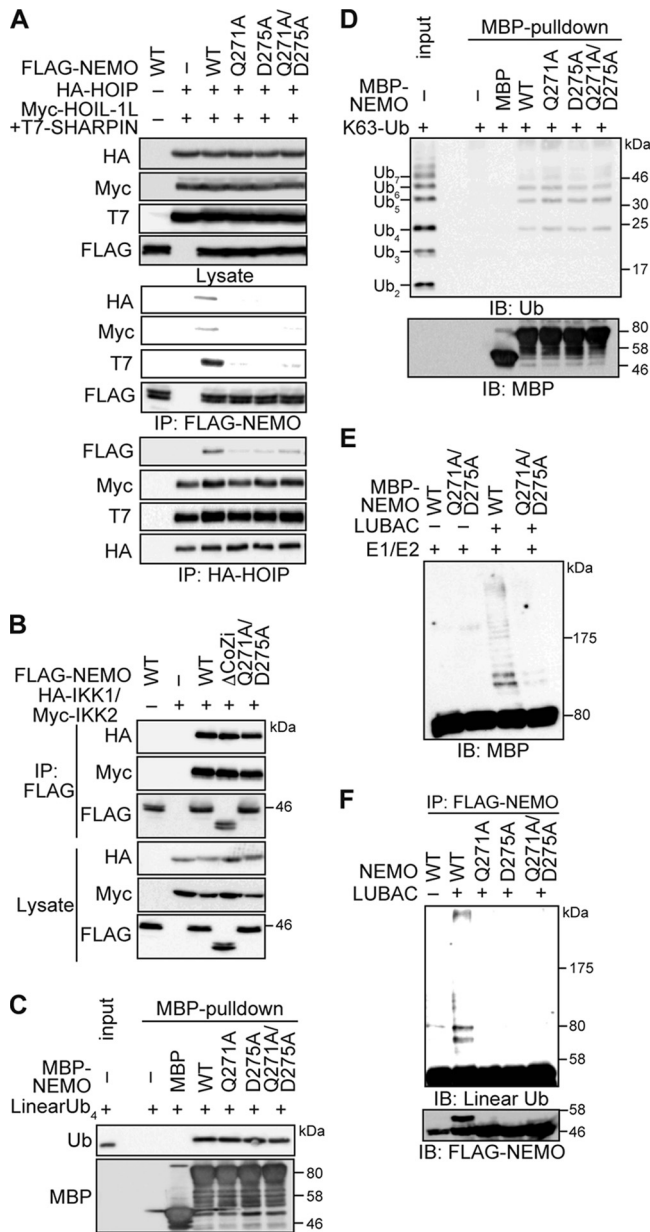 A
FLAG-NEMO WT – WT Q271A D275A Q271A/D275A
HA-HOIP – + + + + +
Myc-HOIL-1L
+T7-SHARPIN – + + + + +
HA
Myc
T7
FLAG
Lysate
HA
Myc
T7
FLAG
IP: FLAG-NEMO
FLAG
Myc
T7
HA
IP: HA-HOIP
B
FLAG-NEMO WT – WT ΔCoZi Q271A/D275A
HA-IKK1/
Myc-IKK2 – + + + +
kDa
IP: FLAG
HA
Myc
FLAG 46
Lysate
HA
Myc
FLAG 46
C
input MBP-pulldown
MBP-NEMO – – MBP WT Q271A D275A Q271A/D275A
LinearUb4 + + + + + + +
kDa
Ub
MBP
80
58
46
D
input MBP-pulldown
MBP-NEMO – – MBP WT Q271A D275A Q271A/D275A
K63-Ub + + + + + + +
kDa
Ub7 46
Ub6
Ub5 30
Ub4 25
Ub3
17
Ub2
IB: Ub
80
58
46
IB: MBP
E
MBP-NEMO WT Q271A/D275A WT Q271A/D275A
LUBAC – – + +
E1/E2 + + + +
kDa
175
80
IB: MBP
F
IP: FLAG-NEMO
NEMO WT WT Q271A D275A Q271A/D275A
LUBAC – + + + +
kDa
175
80
58
IB: Linear Ub
58
46
IB: FLAG-NEMO